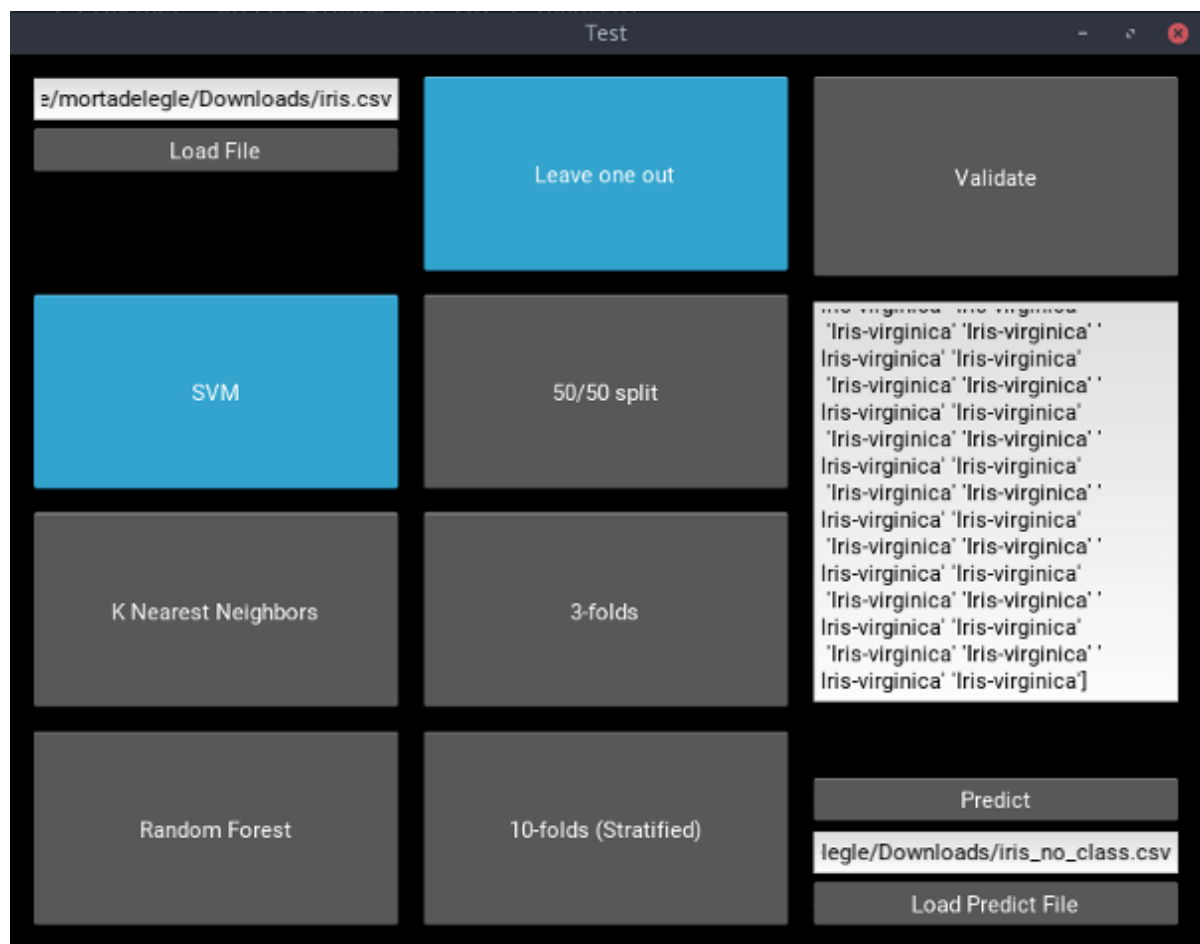 Test
e/mortadelegle/Downloads/iris.csv
Load File
Leave one out
Validate
SVM
50/50 split
K Nearest Neighbors
3-folds
Random Forest
10-folds (Stratified)
'Iris-virginica' 'Iris-virginica' '
Iris-virginica' 'Iris-virginica'
'Iris-virginica' 'Iris-virginica' '
Iris-virginica' 'Iris-virginica'
'Iris-virginica' 'Iris-virginica' '
Iris-virginica' 'Iris-virginica'
'Iris-virginica' 'Iris-virginica' '
Iris-virginica' 'Iris-virginica'
'Iris-virginica' 'Iris-virginica' '
Iris-virginica' 'Iris-virginica'
'Iris-virginica' 'Iris-virginica' '
Iris-virginica' 'Iris-virginica'
'Iris-virginica' 'Iris-virginica' '
Iris-virginica' 'Iris-virginica']
Predict
legle/Downloads/iris_no_class.csv
Load Predict File